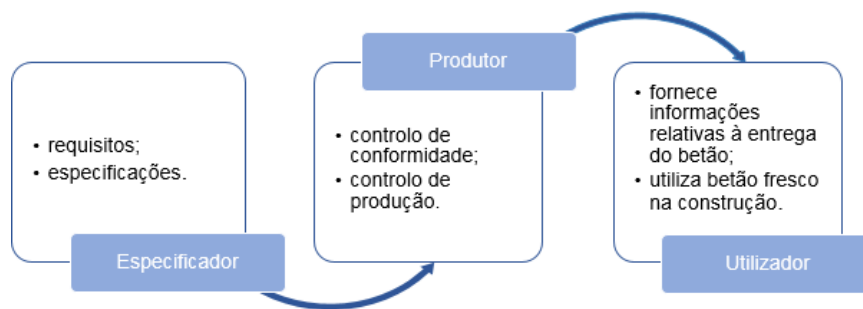 • requisitos;
• especificações.
Especificador
Produtor
• controlo de
conformidade;
• controlo de
produção.
• fornece
informações
relativas à entrega
do betão;
• utiliza betão fresco
na construção.
Utilizador